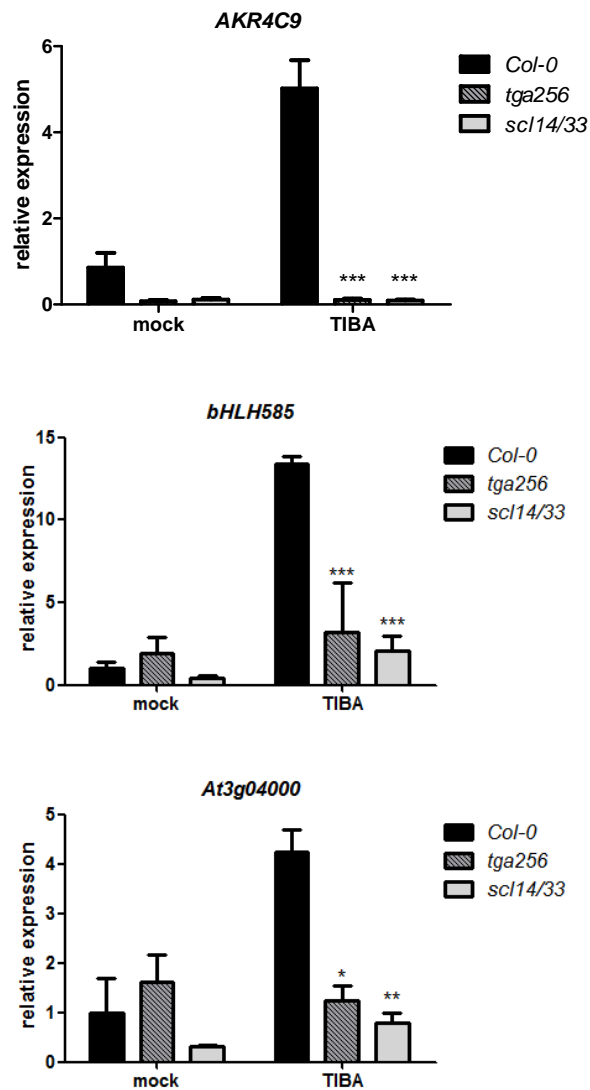 AKR4C9
relative expression
6
4
2
0
Col-0
tga256
scl14/33
*** ***
mock TIBA
bHLH585
relative expression
15
10
5
0
Col-0
tga256
scl14/33
***
***
mock TIBA
At3g04000
relative expression
5
4
3
2
1
0
Col-0
tga256
scl14/33
*
**
mock TIBA